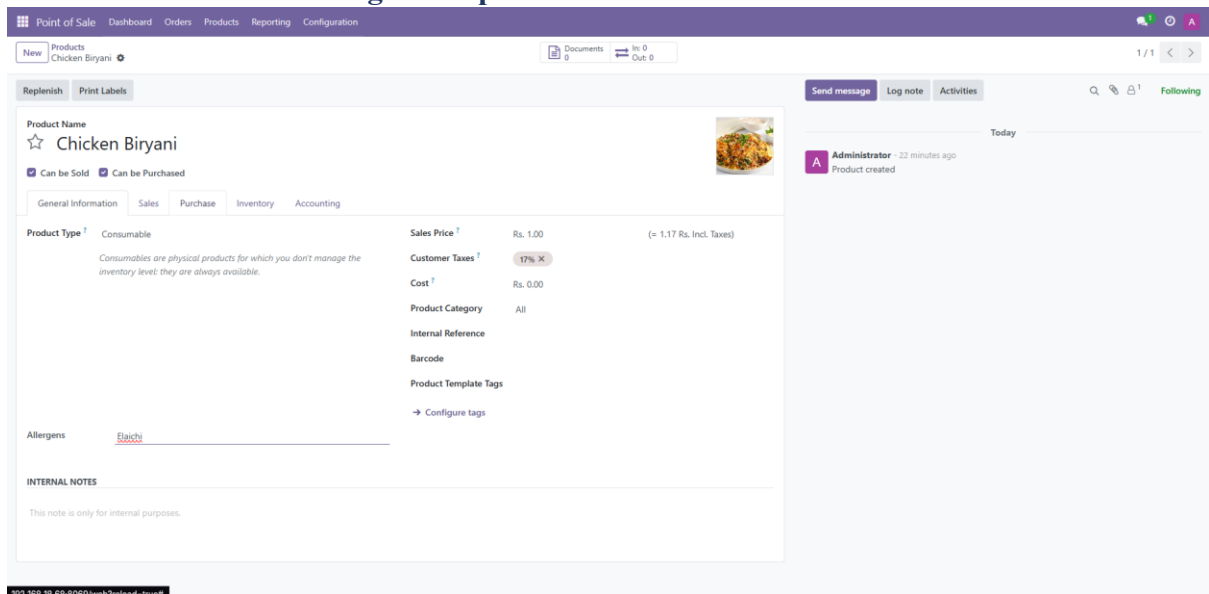 Point of Sale Dashboard Orders Products Reporting Configuration 1 A
New Products Documents In: 0 1 / 1
Chicken Biryani 0 Out: 0
Replenish Print Labels Send message Log note Activities 1 Following
Product Name Today
Chicken Biryani
A Administrator - 22 minutes ago
Product created
Can be Sold Can be Purchased
General Information Sales Purchase Inventory Accounting
Product Type ? Consumable Sales Price ? Rs. 1.00 (= 1.17 Rs. Incl. Taxes)
Consumables are physical products for which you don't manage the
inventory level: they are always available.
Customer Taxes ? 17% ×
Cost ? Rs. 0.00
Product Category All
Internal Reference
Barcode
Product Template Tags
→ Configure tags
Allergens Elaichi
INTERNAL NOTES
This note is only for internal purposes.